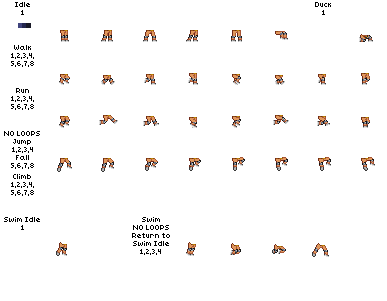 Idle
1
Duck
1
Walk
1,2,3,4,
5,6,7,8
Run
1,2,3,4,
5,6,7,8
NO LOOPS
Jump
1,2,3,4
Fall
5,6,7,8
Climb
1,2,3,4,
5,6,7,8
Swim Idle
1
Swim
NO LOOPS
Return to
Swim Idle
1,2,3,4